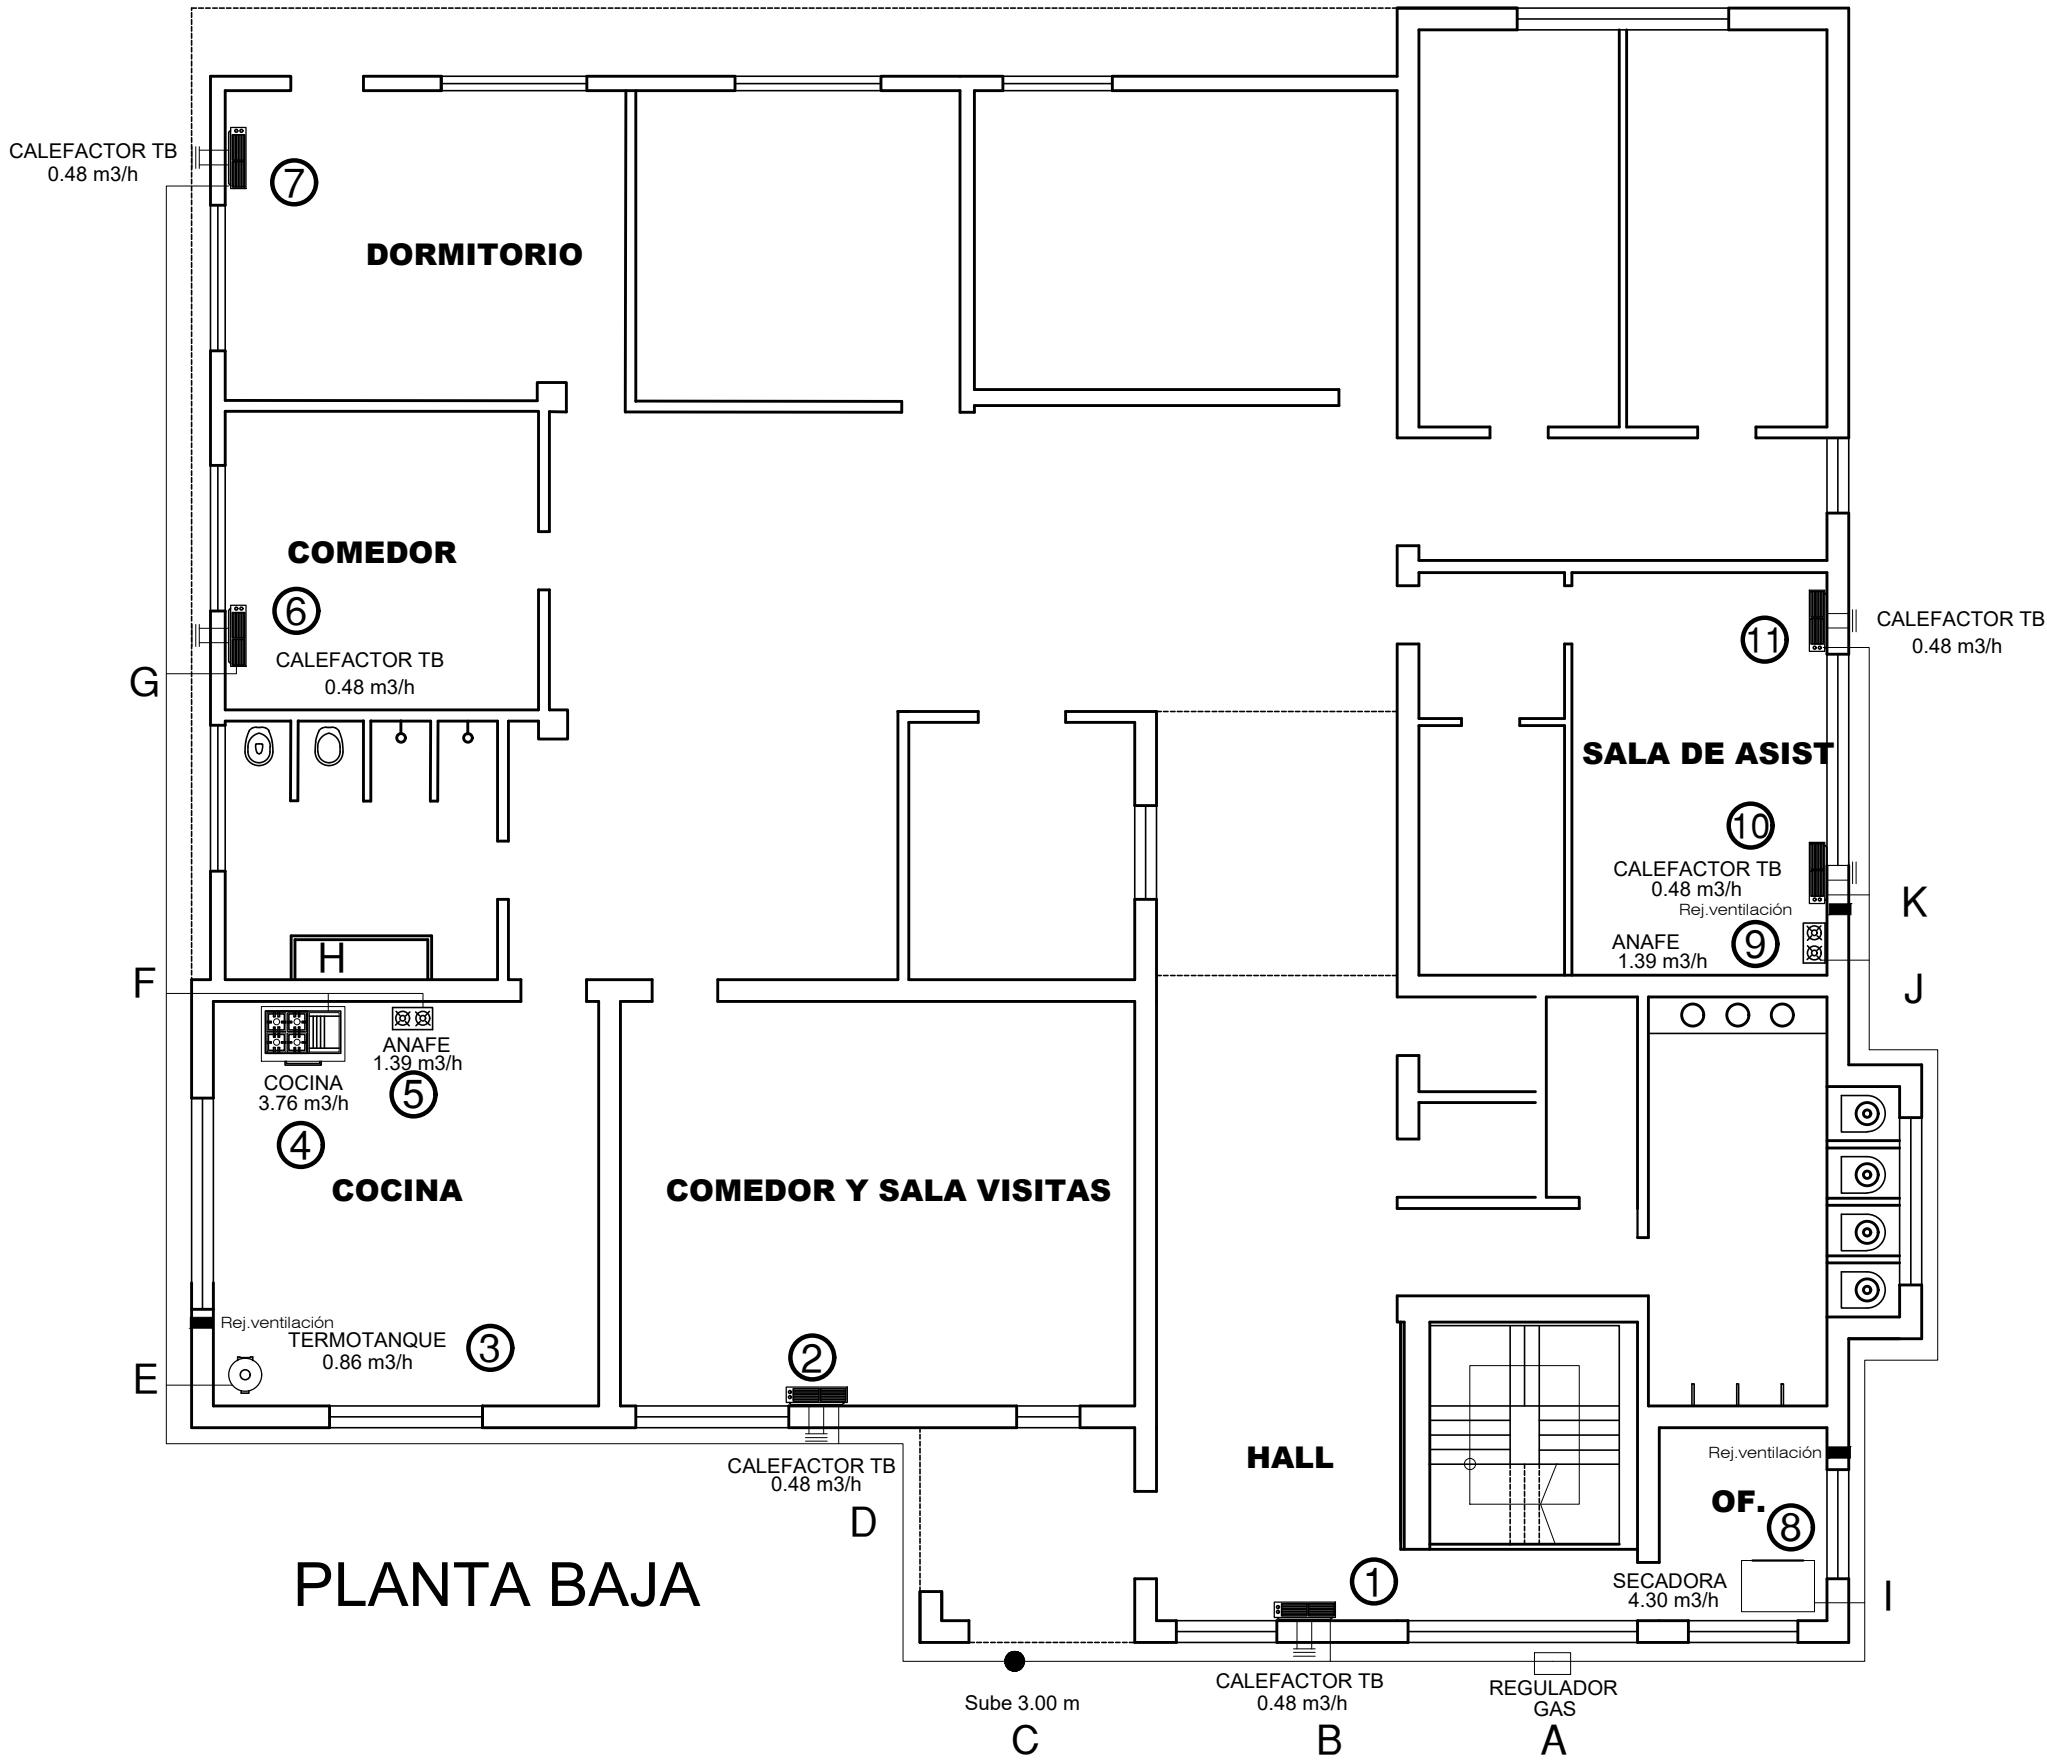 CALEFACTOR TB
0.48 m3/h
7
DORMITORIO
COMEDOR
6
CALEFACTOR TB
0.48 m3/h
G
11
CALEFACTOR TB
0.48 m3/h
SALA DE ASIST
10
CALEFACTOR TB
0.48 m3/h
Rej.ventilación
K
9
ANAFE
1.39 m3/h
J
H
F
ANAFE
1.39 m3/h
5
COCINA
3.76 m3/h
4
COCINA
COMEDOR Y SALA VISITAS
Rej.ventilación
TERMOTANQUE
0.86 m3/h
3
2
E
CALEFACTOR TB
0.48 m3/h
D
HALL
Rej.ventilación
OF.
8
SECADORA
4.30 m3/h
I
1
PLANTA BAJA
Sube 3.00 m
C
CALEFACTOR TB
0.48 m3/h
B
REGULADOR
GAS
A